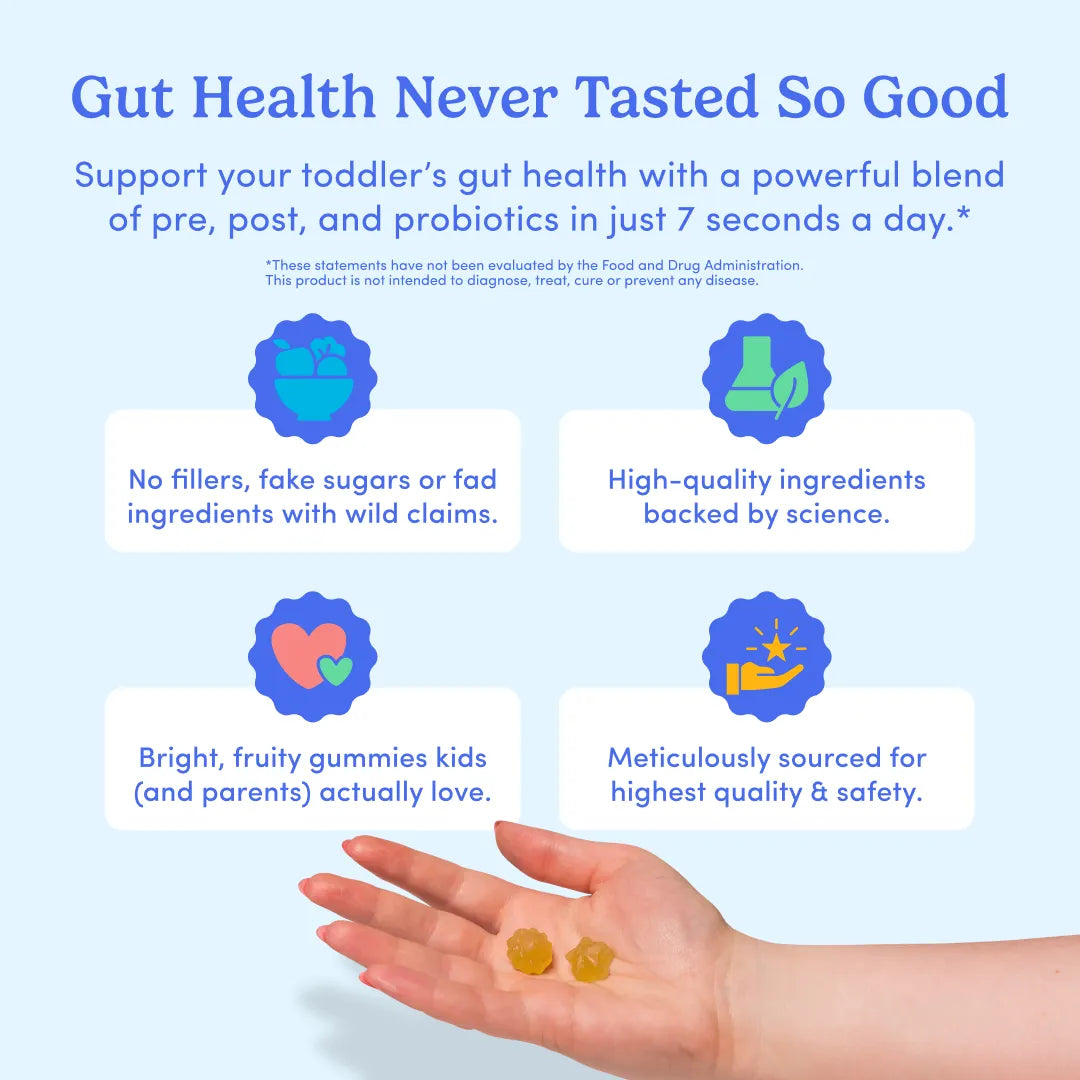 Gut Health Never Tasted So Good
Support your toddler’s gut health with a powerful blend
of pre, post, and probiotics in just 7 seconds a day.*
*These statements have not been evaluated by the Food and Drug Administration.
This product is not intended to diagnose, treat, cure or prevent any disease.
No fillers, fake sugars or fad
ingredients with wild claims.
High-quality ingredients
backed by science.
Bright, fruity gummies kids
(and parents) actually love.
Meticulously sourced for
highest quality & safety.